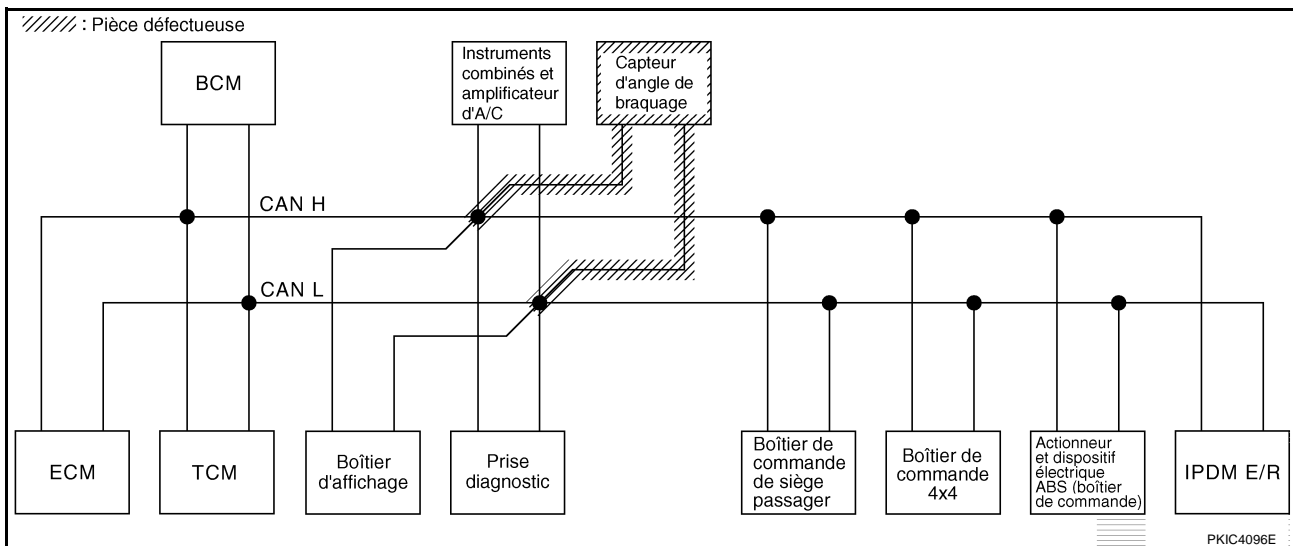 : Pièce défectueuse
BCM
Instruments
combinés et
amplificateur
d'A/C
Capteur
d'angle de
braquage
CAN H
CAN L
ECM
TCM
Boîtier
d'affichage
Prise
diagnostic
Boîtier de
commande
de siège
passager
Boîtier de
commande
4x4
Actionneur
et dispositif
électrique
ABS (boîtier
de commande)
IPDM E/R
PKIC4096E